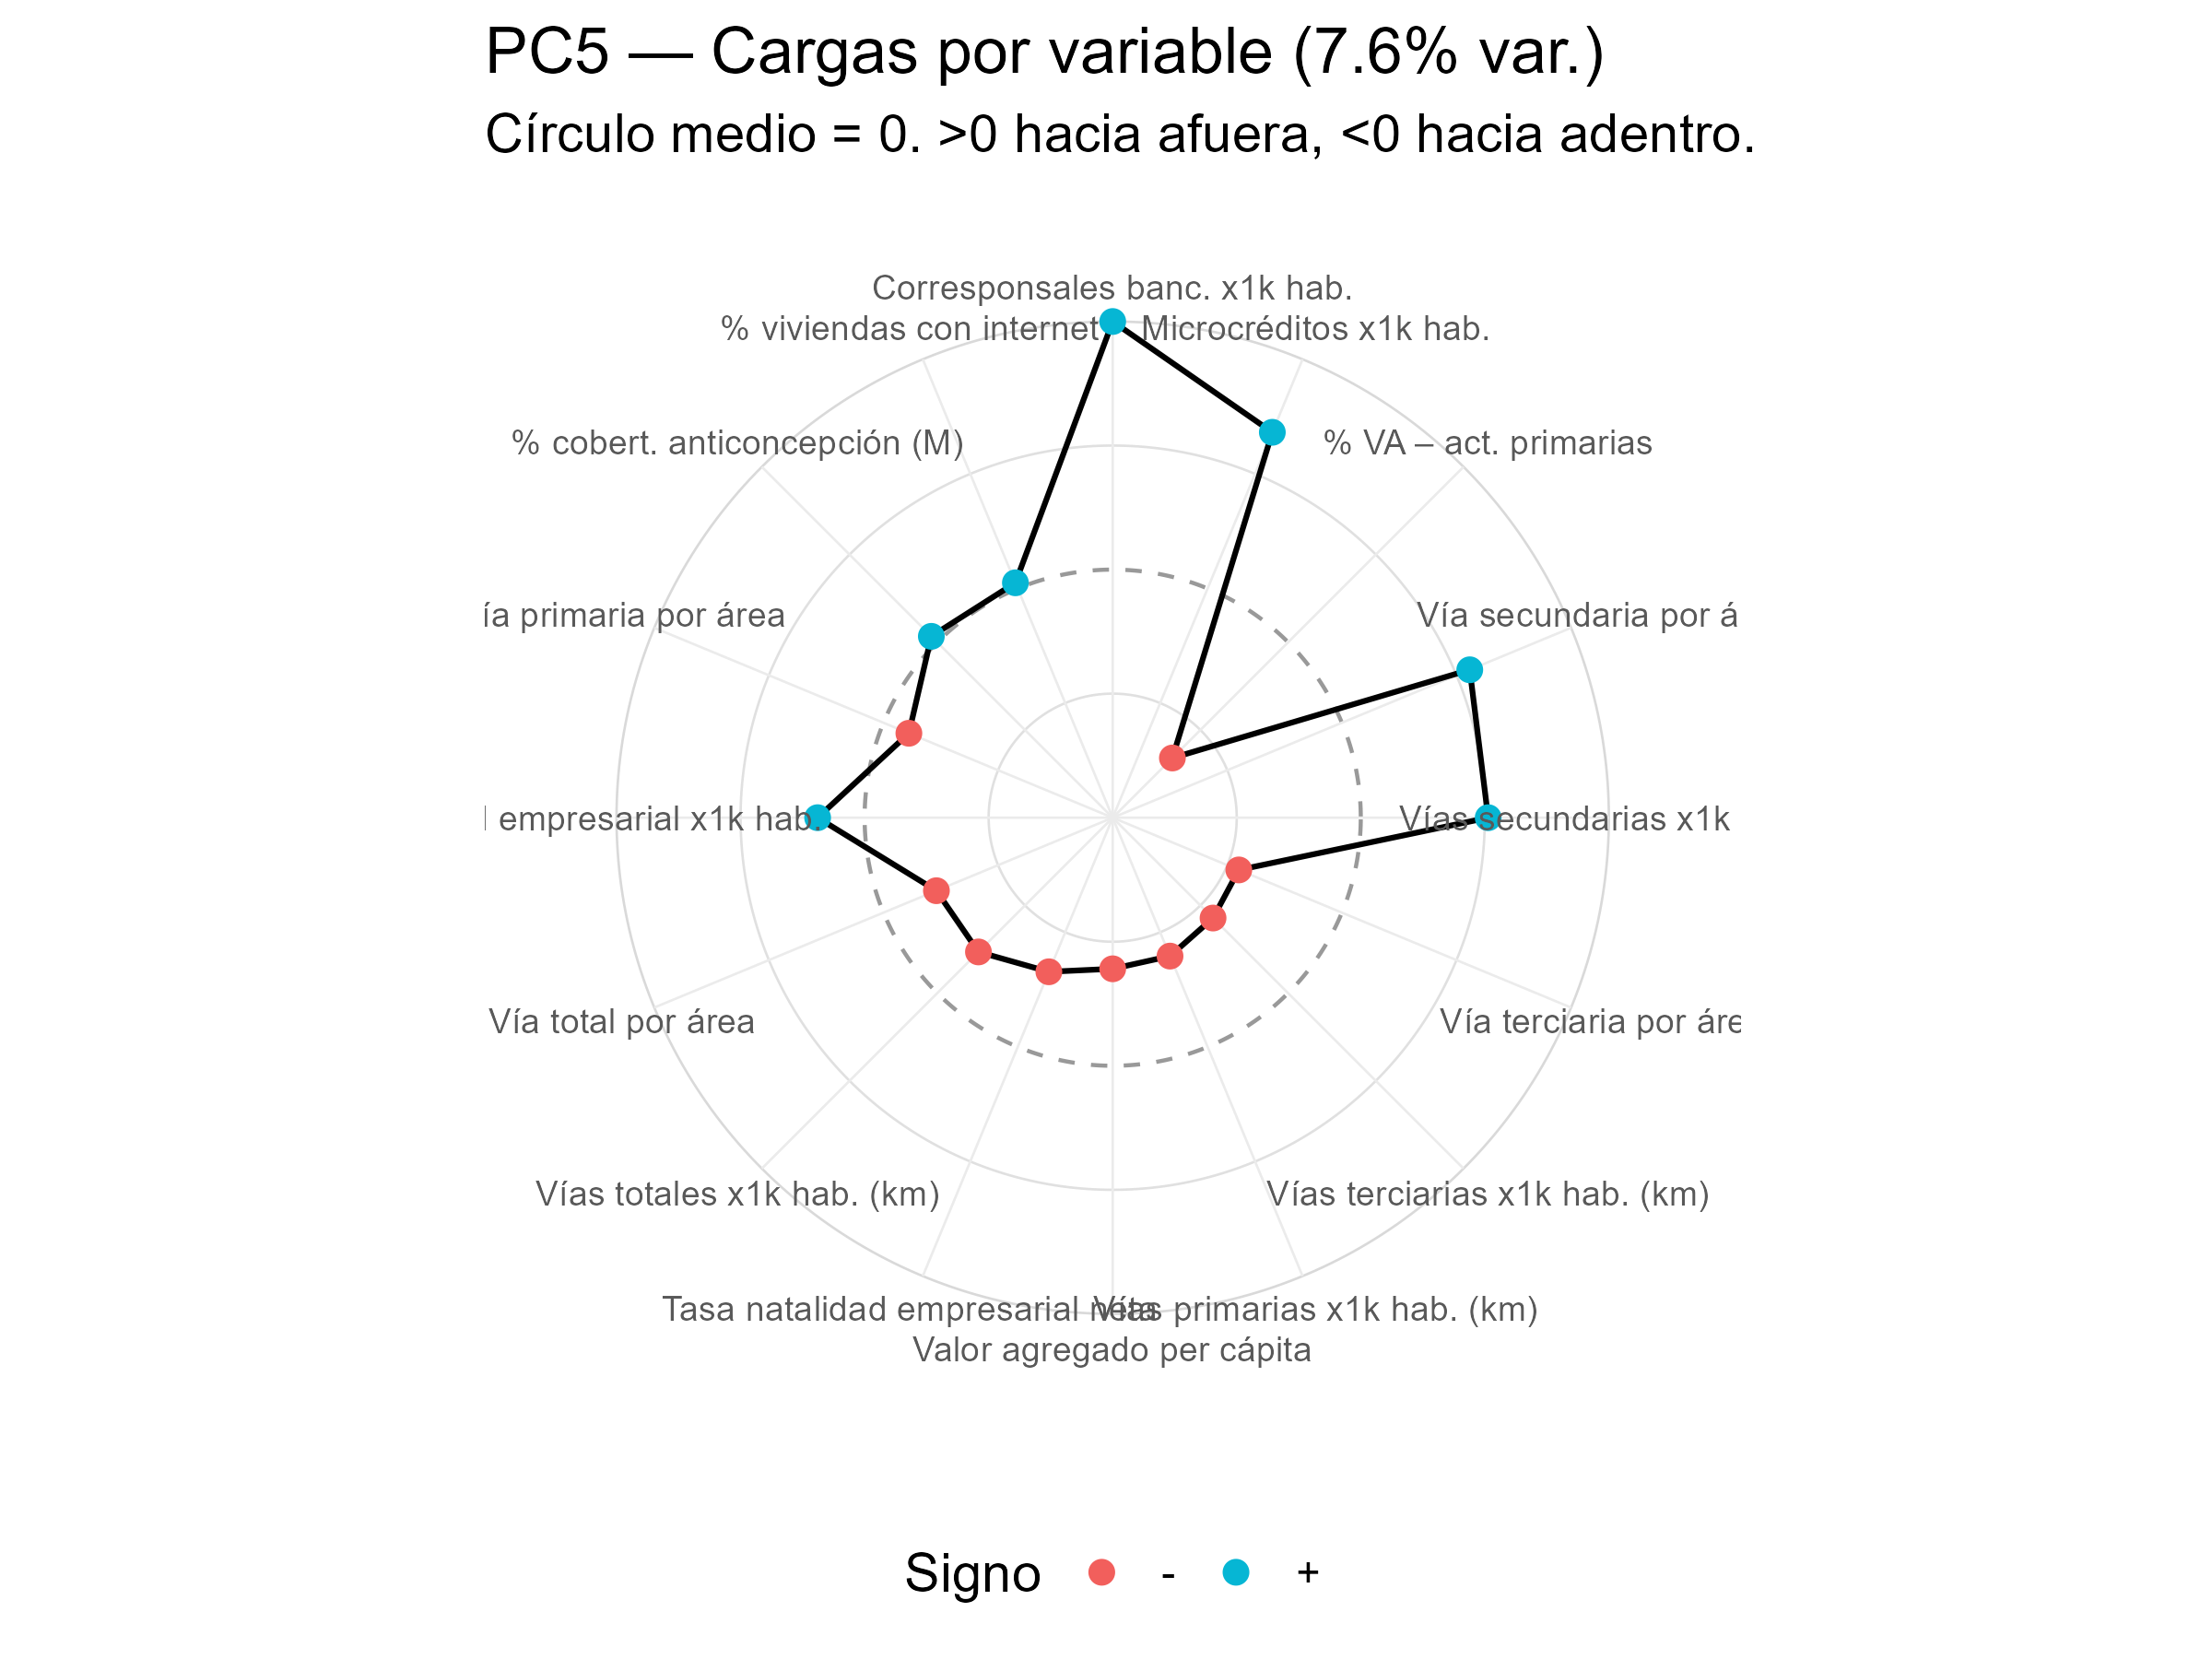 PC5 — Cargas por variable (7.6% var.)
Círculo medio = 0. >0 hacia afuera, <0 hacia adentro.
Corresponsales banc. x1k hab.
% viviendas con internet
Microcréditos x1k hab.
% cobert. anticoncepción (M)
% VA – act. primarias
ía primaria por área
Vía secundaria por á
l empresarial x1k hab.
Vías secundarias x1k
Vía total por área
Vía terciaria por áre
Vías totales x1k hab. (km)
Vías terciarias x1k hab. (km)
Tasa natalidad empresarial neta
Vías primarias x1k hab. (km)
Valor agregado per cápita
Signo - +